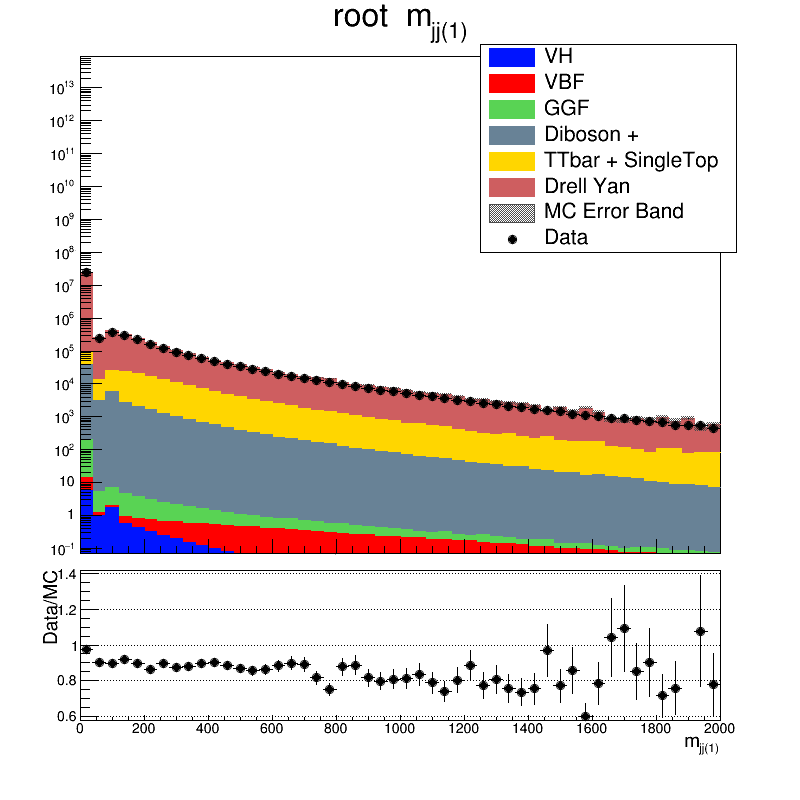 root m_jj(1)
VH
VBF
GGF
Diboson +
TTbar + SingleTop
Drell Yan
MC Error Band
Data
10^13
10^12
10^11
10^10
10^9
10^8
10^7
10^6
10^5
10^4
10^3
10^2
10
1
10^−1
Data/MC
1.4
1.2
1
0.8
0.6
0 200 400 600 800 1000 1200 1400 1600 1800 2000
m_jj(1)